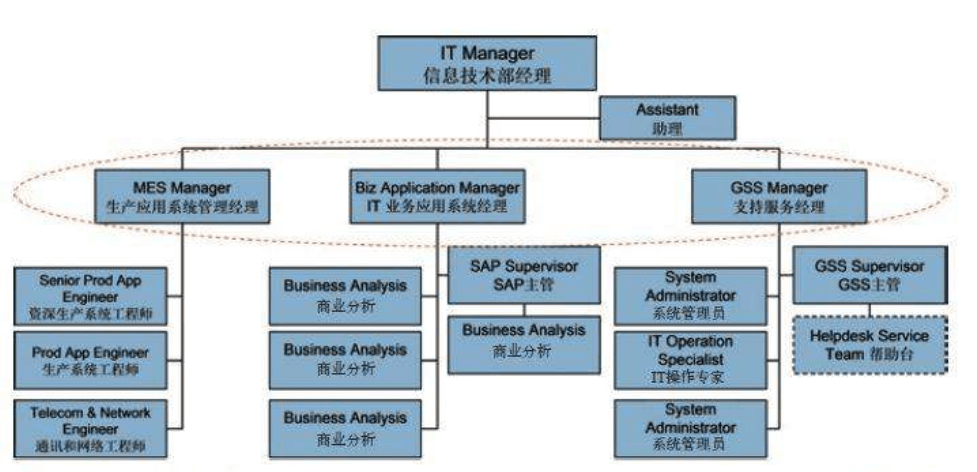 IT Manager
信息技术部经理
Assistant
助理
MES Manager
生产应用系统管理经理
Biz Application Manager
IT 业务应用系统经理
GSS Manager
支持服务经理
Senior Prod App
Engineer
资深生产系统工程师
Prod App Engineer
生产系统工程师
Telecom & Network
Engineer
通讯和网络工程师
Business Analysis
商业分析
Business Analysis
商业分析
Business Analysis
商业分析
SAP Supervisor
SAP主管
Business Analysis
商业分析
System
Administrator
系统管理员
IT Operation
Specialist
IT操作专家
System
Administrator
系统管理员
GSS Supervisor
GSS主管
Helpdesk Service
Team 帮助台